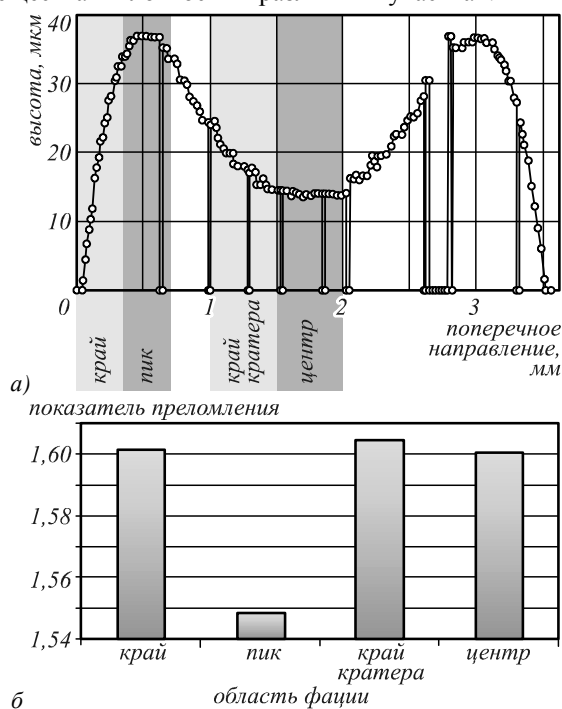 40
30
20
10
0
1
2
3
высота, мкм
поперечное
направление,
мм
край
пик
край
кратера
центр
а)
показатель преломления
1,60
1,58
1,56
1,54
край
пик
край
кратера
центр
область фации
б